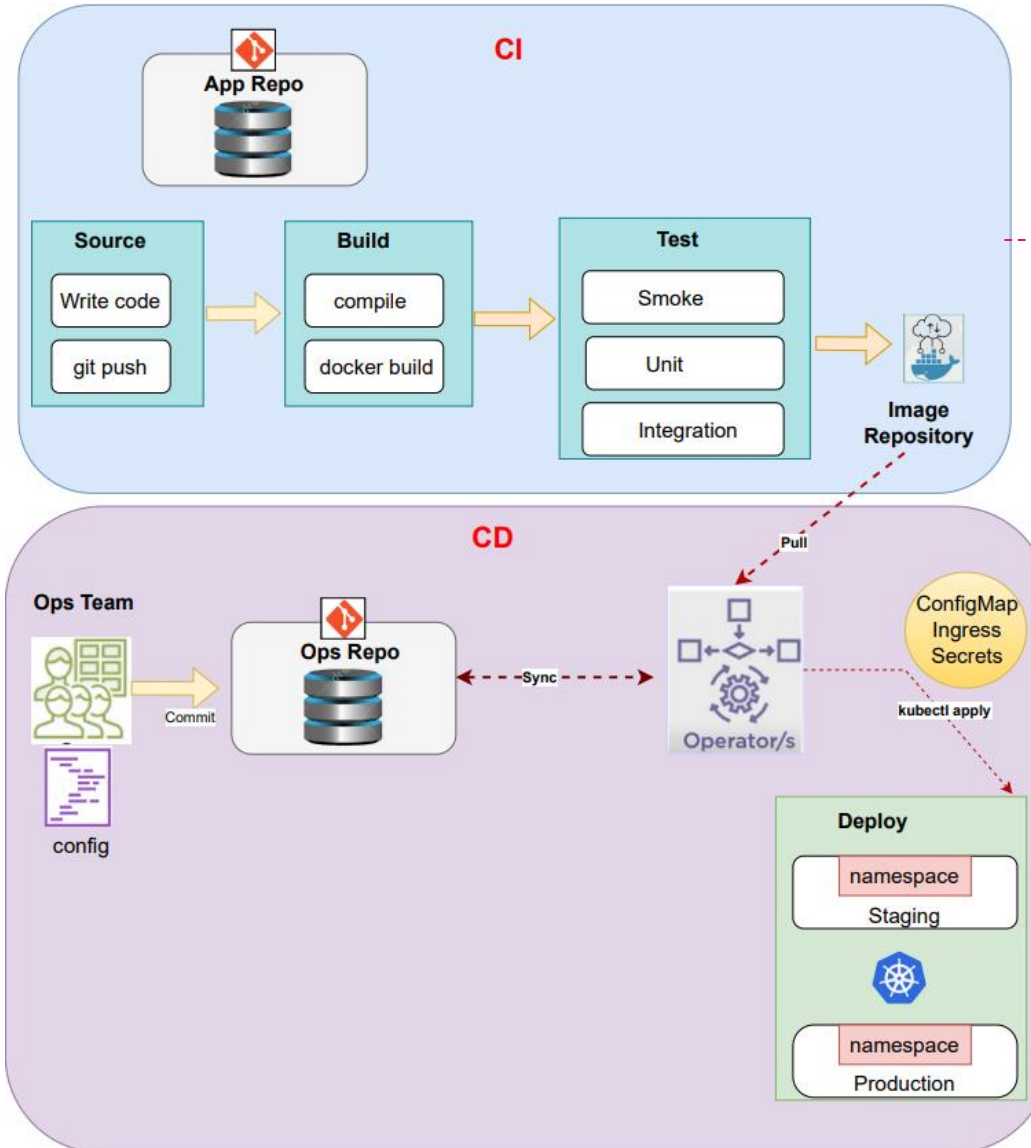 CI
App Repo
Source
Write code
git push
Build
compile
docker build
Test
Smoke
Unit
Integration
Image
Repository
CD
Pull
Ops Team
Commit
config
Ops Repo
Sync
Operator/s
ConfigMap
Ingress
Secrets
kubectl apply
Deploy
namespace
Staging
namespace
Production